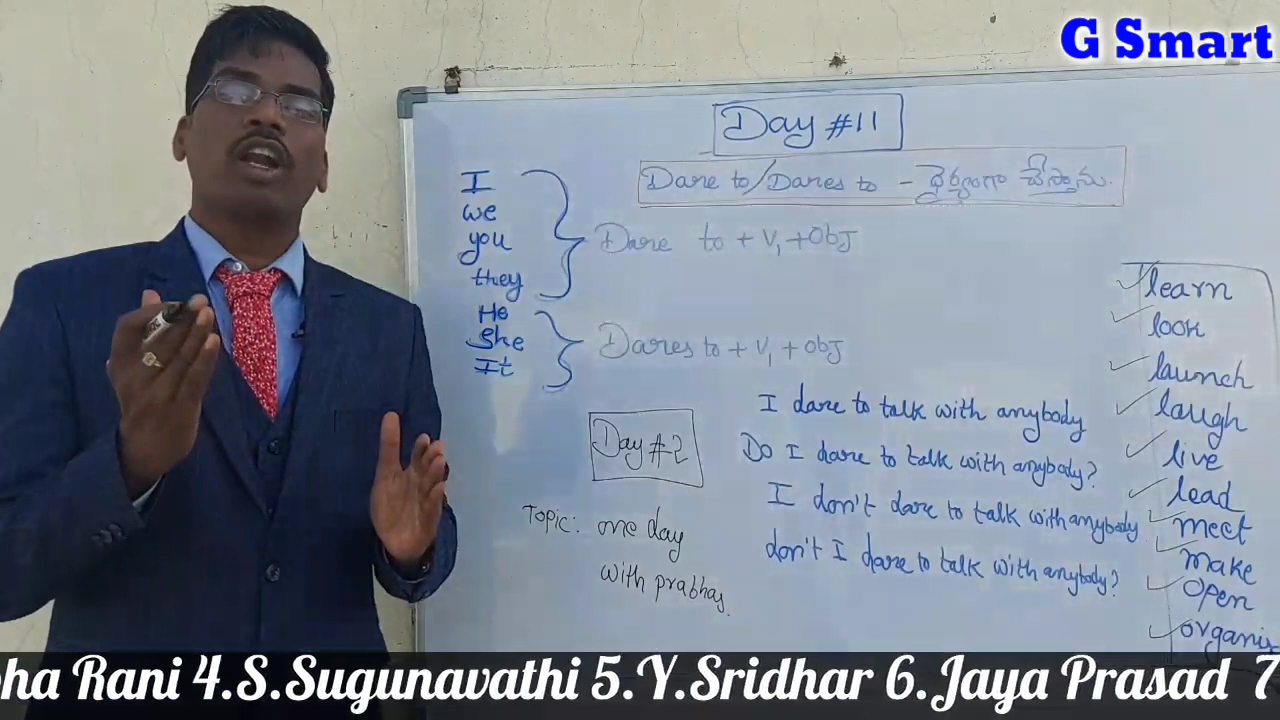 G Smart
Day #11
Dare to/Dares to - ధైర్యంగా చేస్తాను.
I
we
you
they
Dare to + V1 + Obj
He
She
It
Dares to + V1 + Obj
I dare to talk with anybody
Do I dare to talk with anybody?
I don't dare to talk with anybody
don't I dare to talk with anybody?
Day #2
Topic: one day
with prabhas.
learn
look
launch
laugh
live
lead
meet
make
open
organis
ha Rani 4.S.Sugunavathi 5.Y.Sridhar 6.Jaya Prasad 7